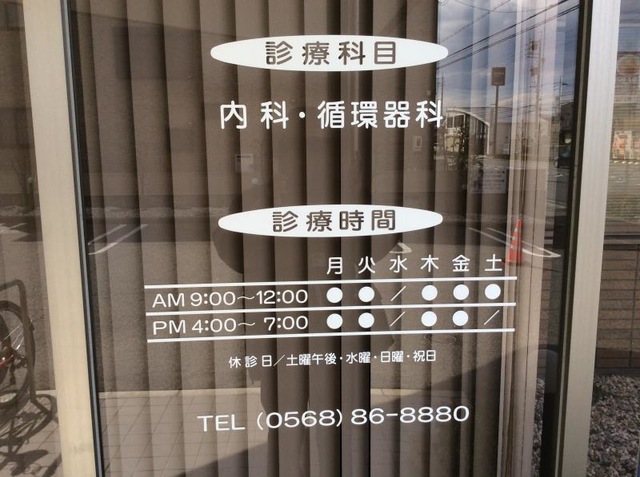 診療科目
内科・循環器科
診療時間
月 火 水 木 金 土
AM 9:00〜12:00 ● ● ／ ● ● ●
PM 4:00〜 7:00 ● ● ／ ● ● ／
休診日／土曜午後・水曜・日曜・祝日
TEL (0568) 86-8880